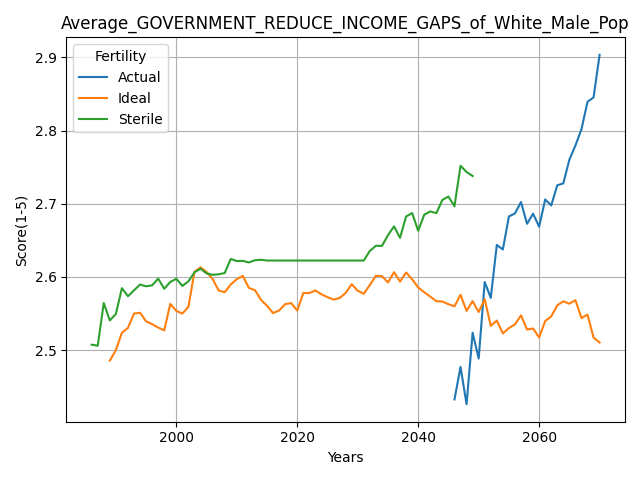 Average_GOVERNMENT_REDUCE_INCOME_GAPS_of_White_Male_Pop
Fertility
Actual
Ideal
Sterile
2.9
2.8
2.7
2.6
2.5
Score(1-5)
2000 2020 2040 2060
Years